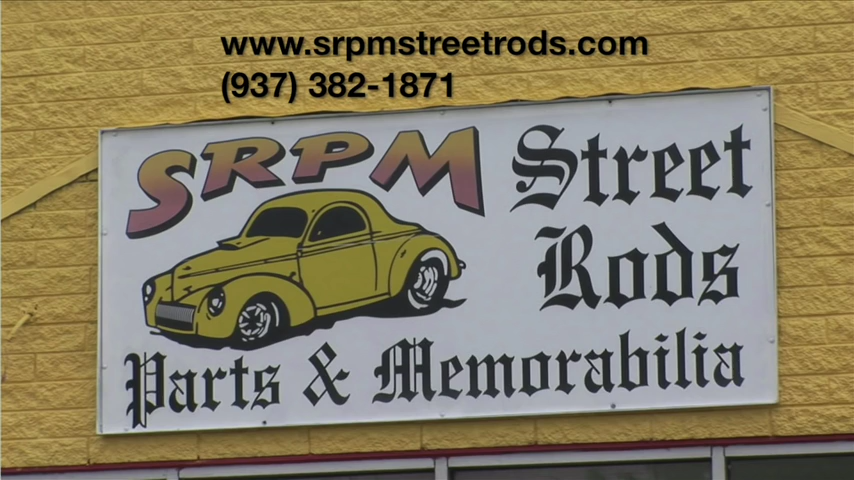 www.srpmstreetrods.com
(937) 382-1871
SRPM Street
Rods
Parts & Memorabilia